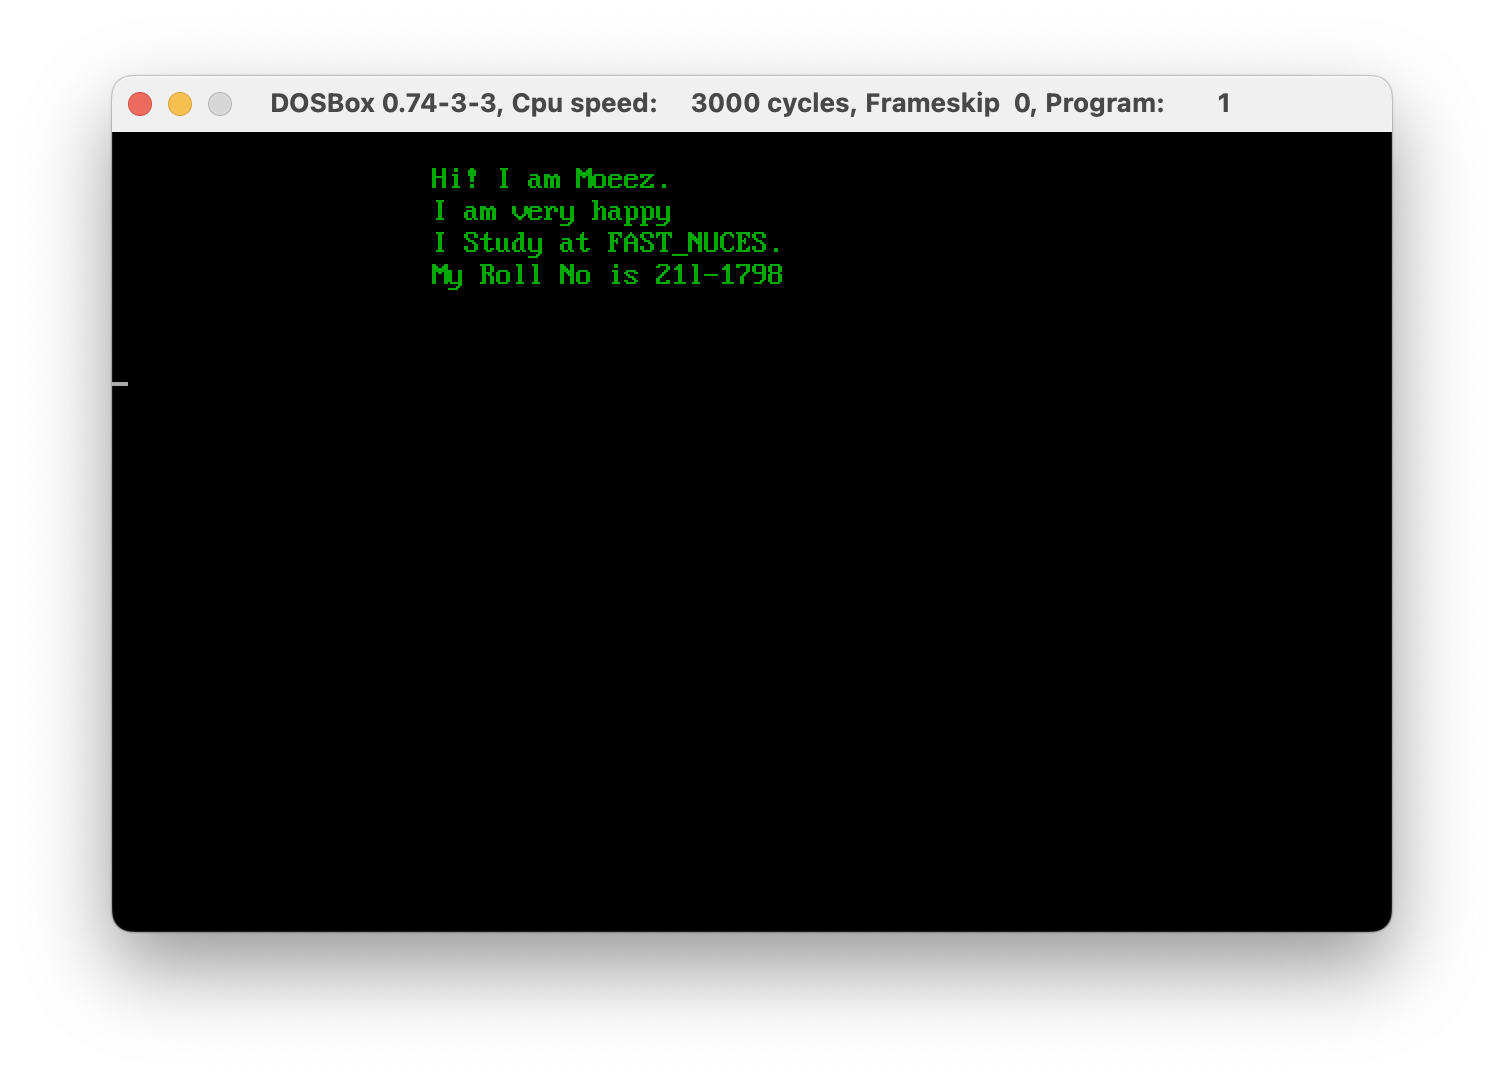 DOSBox 0.74-3-3, Cpu speed: 3000 cycles, Frameskip 0, Program: 1
Hi! I am Moeez.
I am very happy
I Study at FAST_NUCES.
My Roll No is 21l-1798